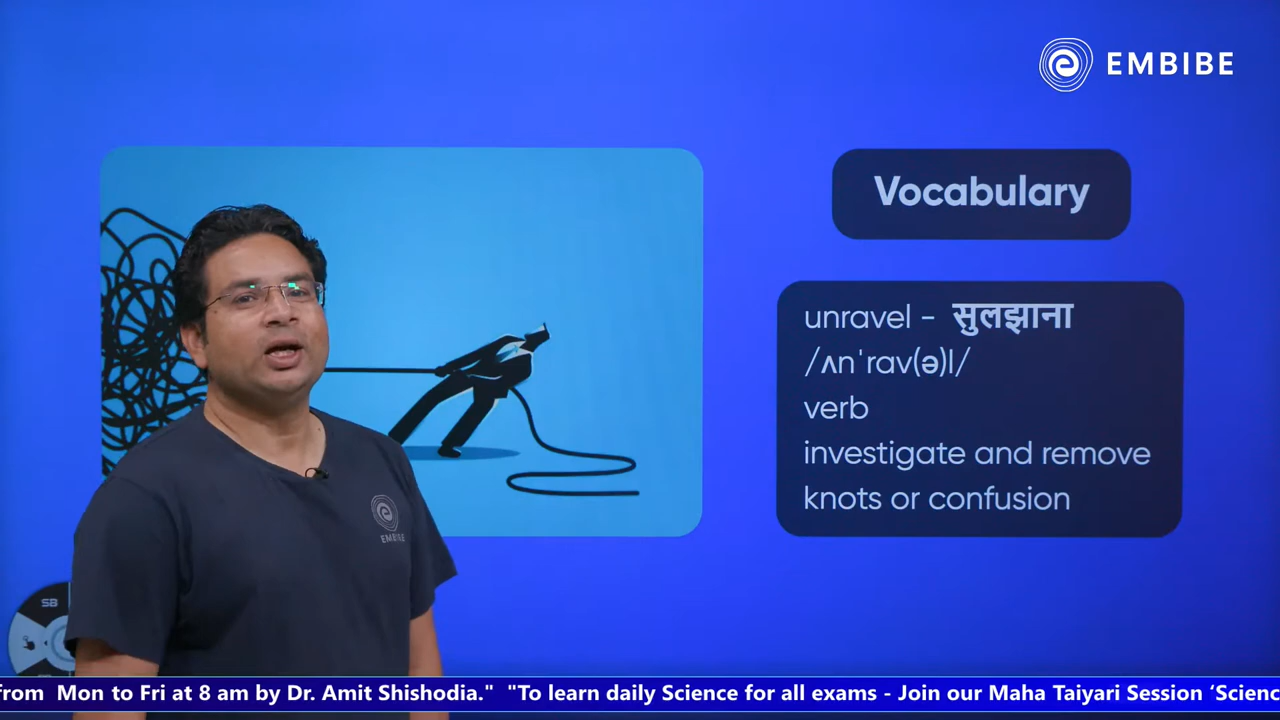 EMBIBE
Vocabulary
unravel - सुलझाना
/ʌnˈrav(ə)l/
verb
investigate and remove
knots or confusion
EMBIBE
SB
from Mon to Fri at 8 am by Dr. Amit Shishodia." "To learn daily Science for all exams - Join our Maha Taiyari Session ‘Scienc